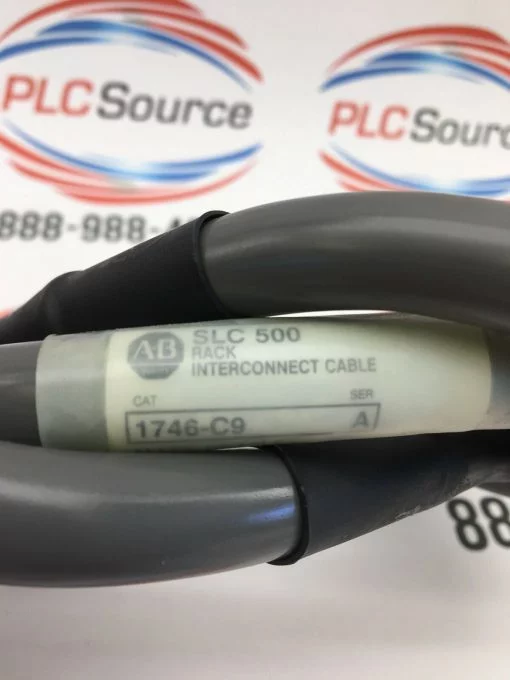 PLCSource
PLCSource
888-988-
AB
SLC 500
RACK
INTERCONNECT CABLE
CAT
SER
1746-C9
A
88